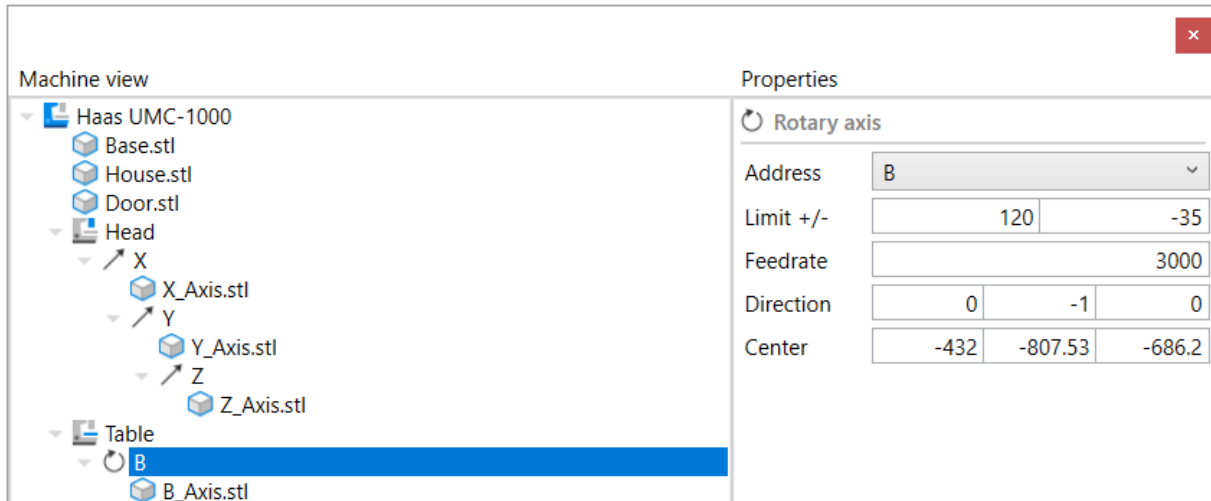 Machine view
Haas UMC-1000
Base.stl
House.stl
Door.stl
Head
X
X_Axis.stl
Y
Y_Axis.stl
Z
Z_Axis.stl
Table
B
B_Axis.stl
Properties
Rotary axis
Address B
Limit +/- 120 -35
Feedrate 3000
Direction 0 -1 0
Center -432 -807.53 -686.2